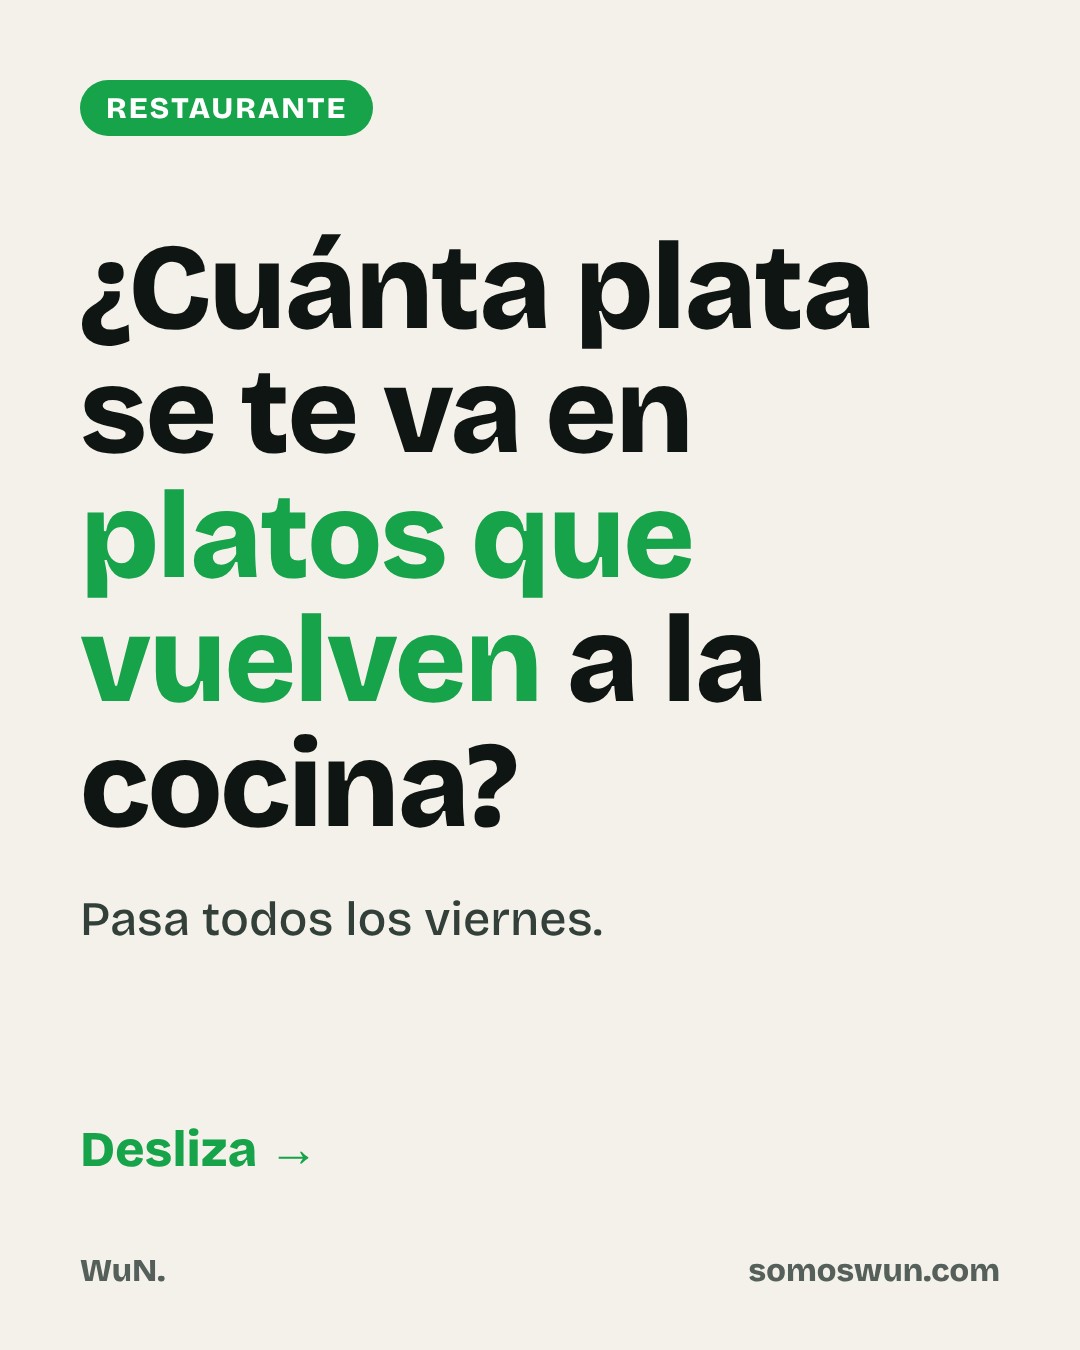 RESTAURANTE
¿Cuánta plata
se te va en
platos que
vuelven a la
cocina?
Pasa todos los viernes.
Desliza →
WuN.
somoswun.com